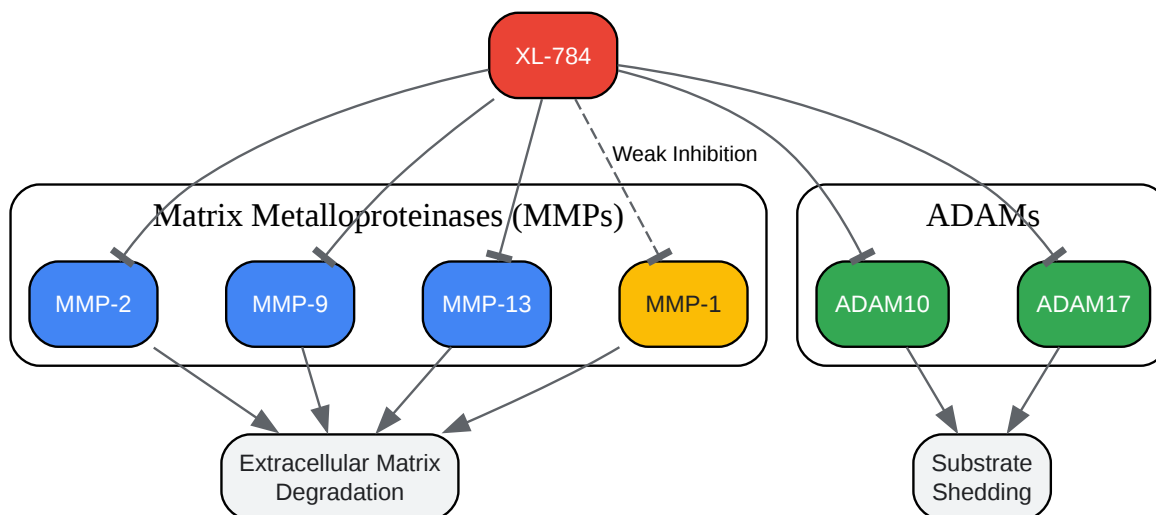 XL-784
Weak Inhibition
Matrix Metalloproteinases (MMPs)
ADAMs
MMP-2
MMP-9
MMP-13
MMP-1
ADAM10
ADAM17
Extracellular Matrix
Degradation
Substrate
Shedding